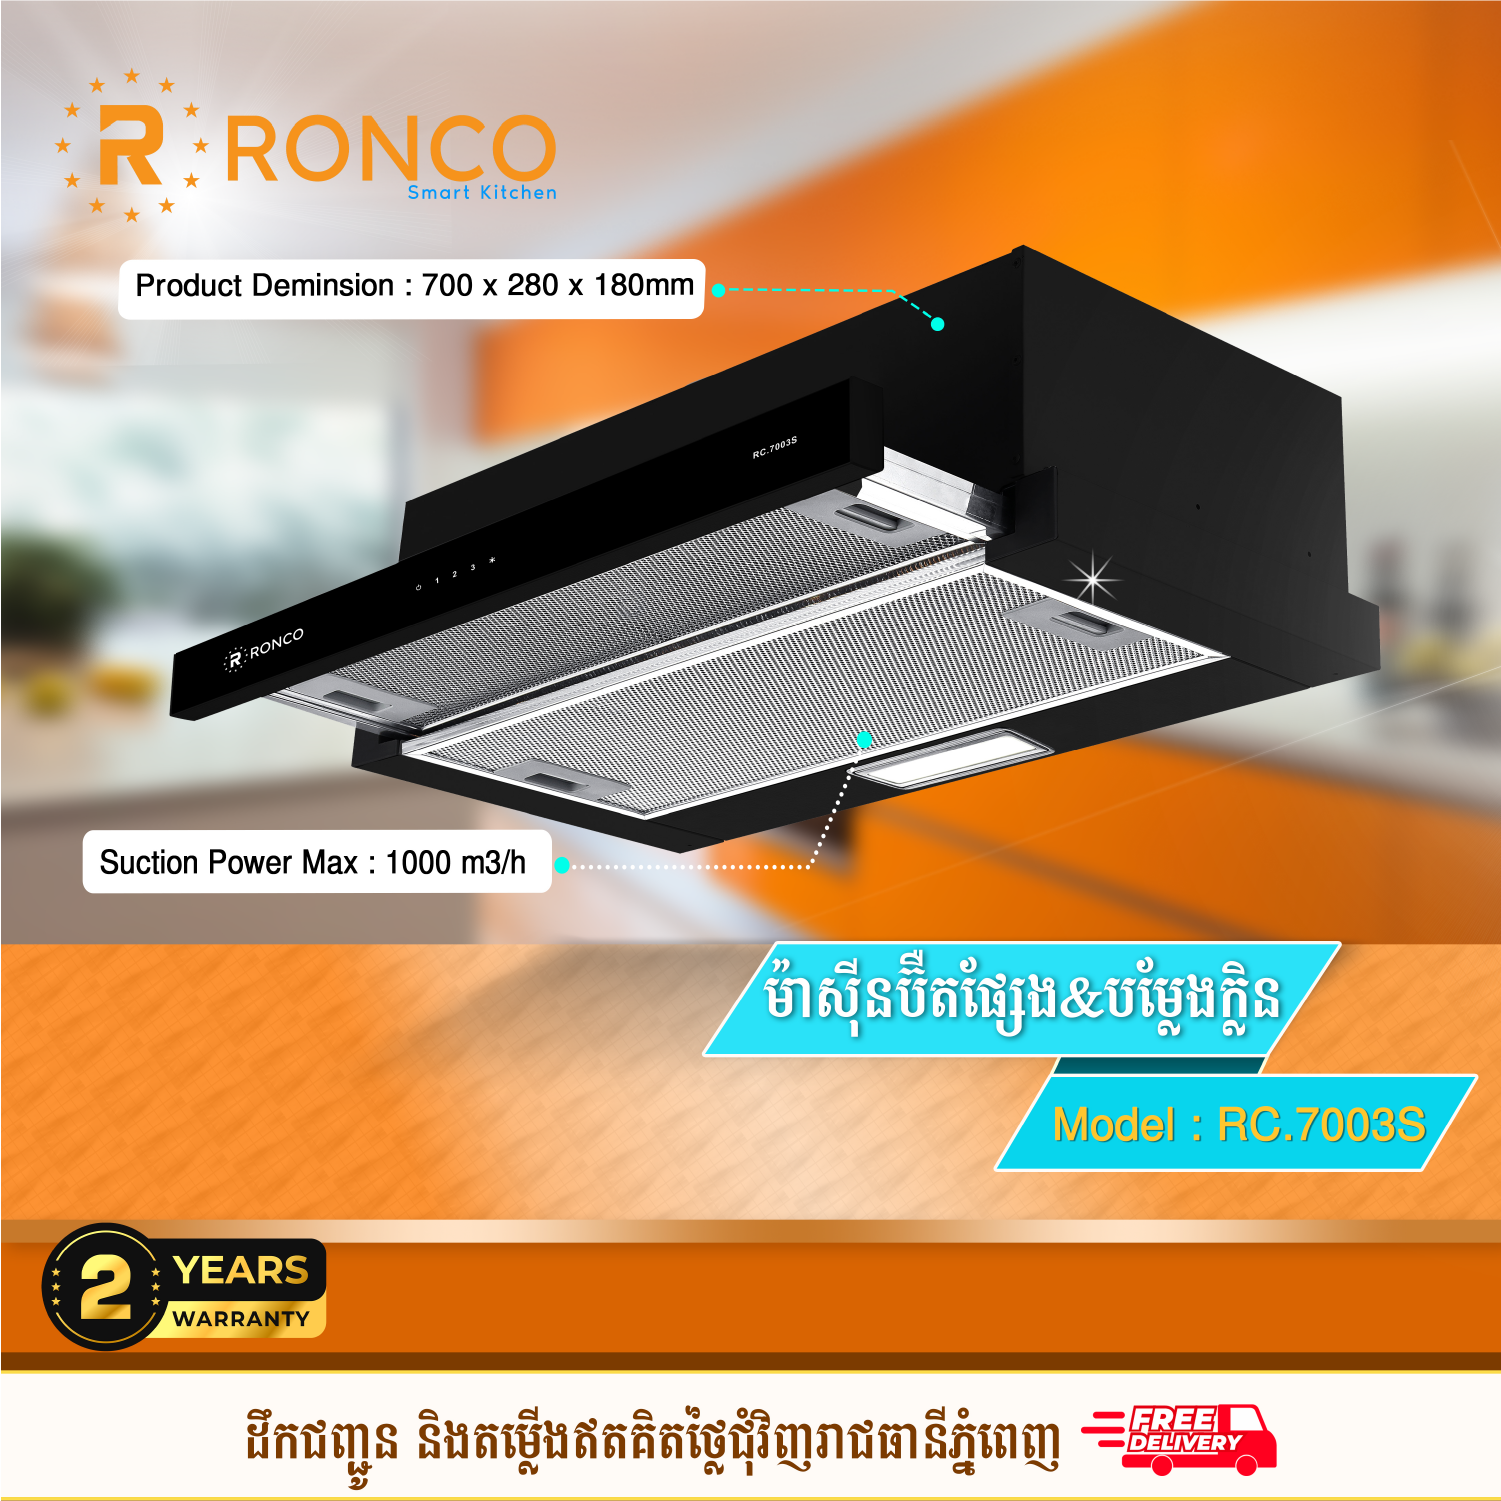 R RONCO
Smart Kitchen
Product Deminsion : 700 x 280 x 180mm
RC.7003S
1 2 3
R RONCO
Suction Power Max : 1000 m3/h
ម៉ាស៊ីនបឺតផ្សែង&បម្លែងក្លិន
Model : RC.7003S
2 YEARS
WARRANTY
ដឹកជញ្ជូន និងតម្លើងឥតគិតថ្លៃជុំវិញរាជធានីភ្នំពេញ
FREE
DELIVERY